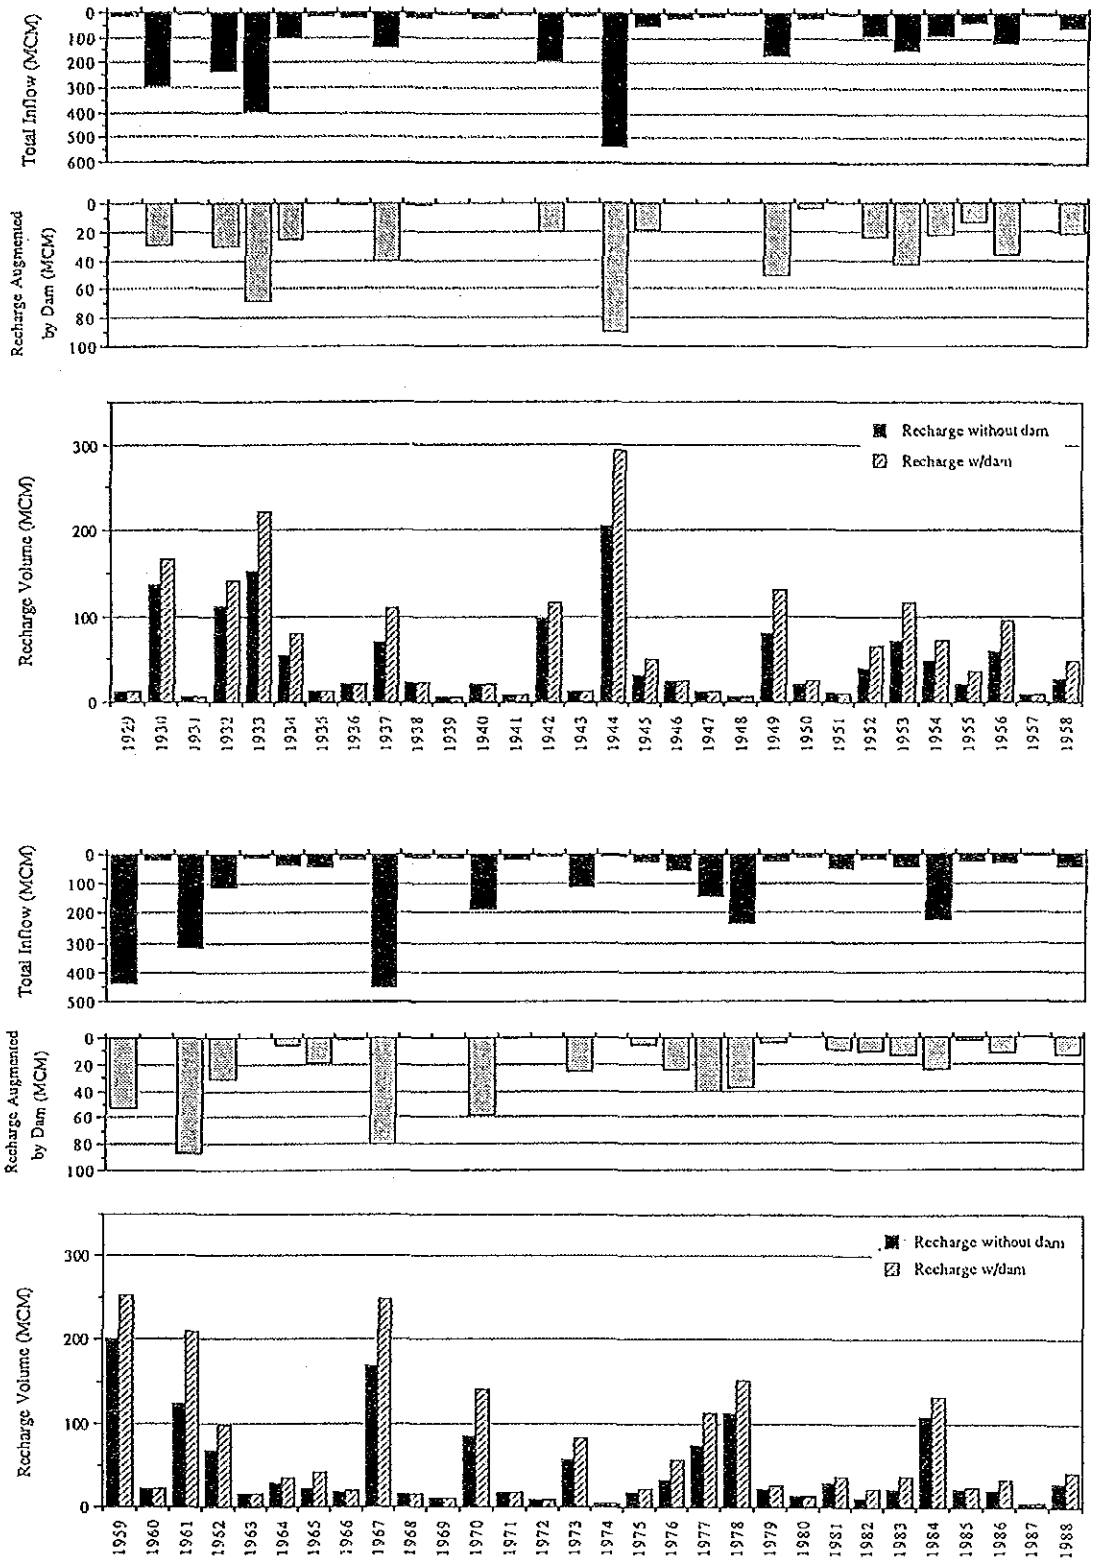 0
100
200
300
400
500
600
Total Inflow (MCM)
0
20
40
60
80
100
Recharge Augmented
by Dam (MCM)
300
200
100
0
Recharge Volume (MCM)
Recharge without dam
Recharge w/dam
1929 1930 1931 1932 1933 1934 1935 1936 1937 1938 1939 1940 1941 1942 1943 1944 1945 1946 1947 1948 1949 1950 1951 1952 1953 1954 1955 1956 1957 1958
0
100
200
300
400
500
Total Inflow (MCM)
0
20
40
60
80
100
Recharge Augmented
by Dam (MCM)
300
200
100
0
Recharge Volume (MCM)
Recharge without dam
Recharge w/dam
1959 1960 1961 1952 1963 1964 1965 1966 1967 1968 1969 1970 1971 1972 1973 1974 1975 1976 1977 1978 1979 1980 1981 1982 1983 1984 1985 1986 1987 1988